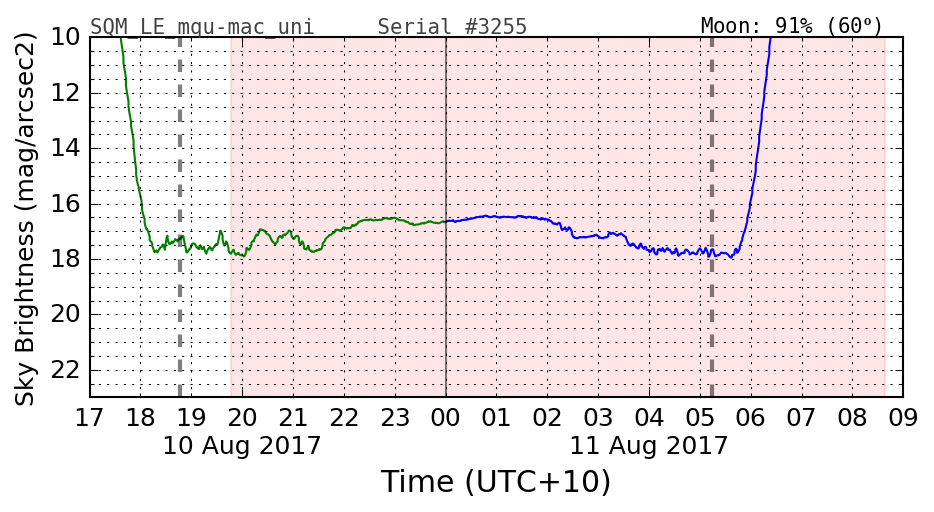 SQM_LE_mqu-mac_uni Serial #3255 Moon: 91% (60º)
Sky Brightness (mag/arcsec2)
10
12
14
16
18
20
22
17 18 19 20 21 22 23 00 01 02 03 04 05 06 07 08 09
10 Aug 2017 11 Aug 2017
Time (UTC+10)